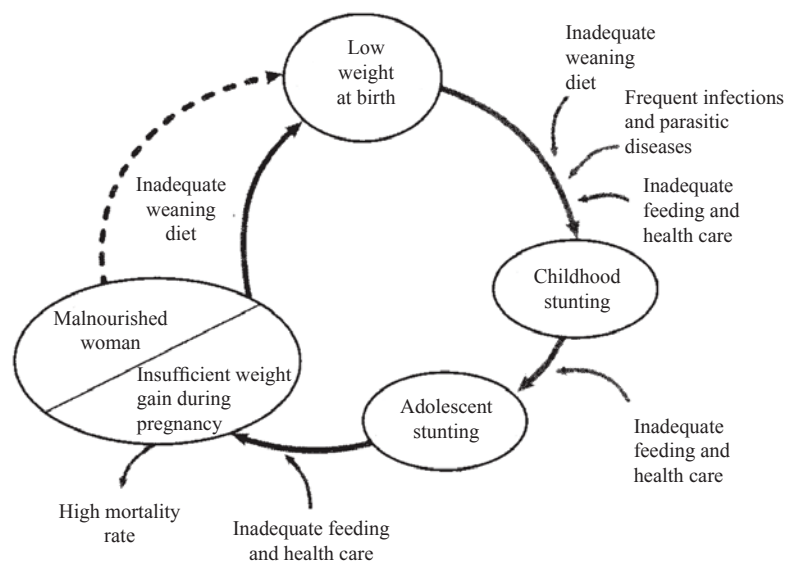 Low
weight
at birth
Inadequate
weaning
diet
Frequent infections
and parasitic
diseases
Inadequate
feeding and
health care
Childhood
stunting
Inadequate
feeding and
health care
Adolescent
stunting
Inadequate feeding
and health care
Malnourished
woman
Insufficient weight
gain during
pregnancy
High mortality
rate
Inadequate
weaning
diet